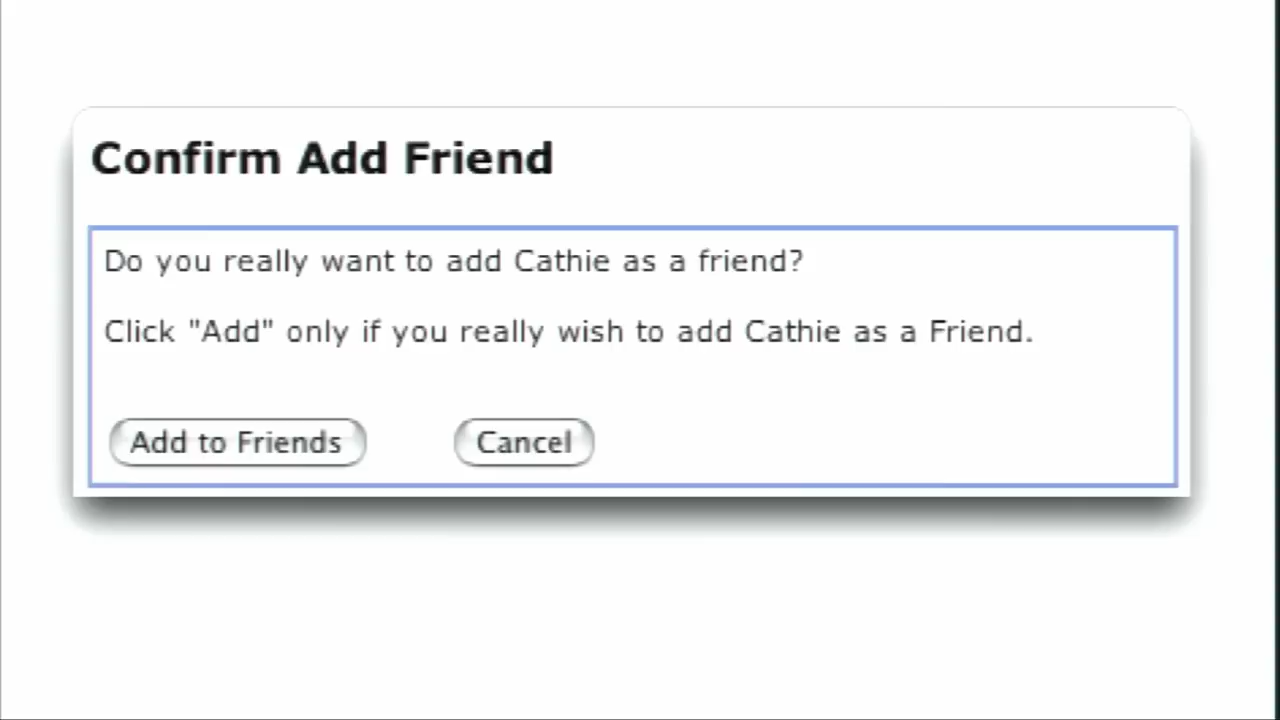 Confirm Add Friend
Do you really want to add Cathie as a friend?
Click "Add" only if you really wish to add Cathie as a Friend.
Add to Friends
Cancel